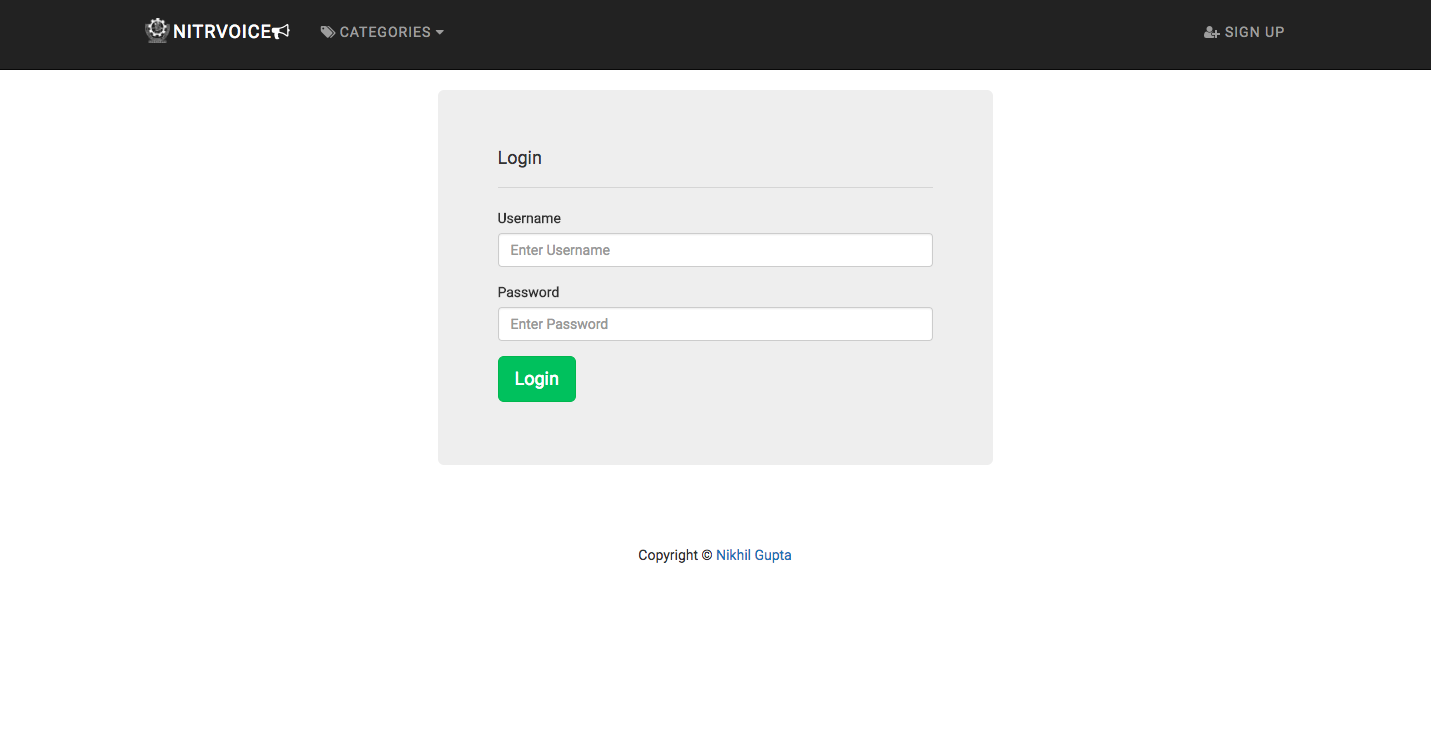 NITRVOICE CATEGORIES SIGN UP
Login
Username
Enter Username
Password
Enter Password
Login
Copyright © Nikhil Gupta